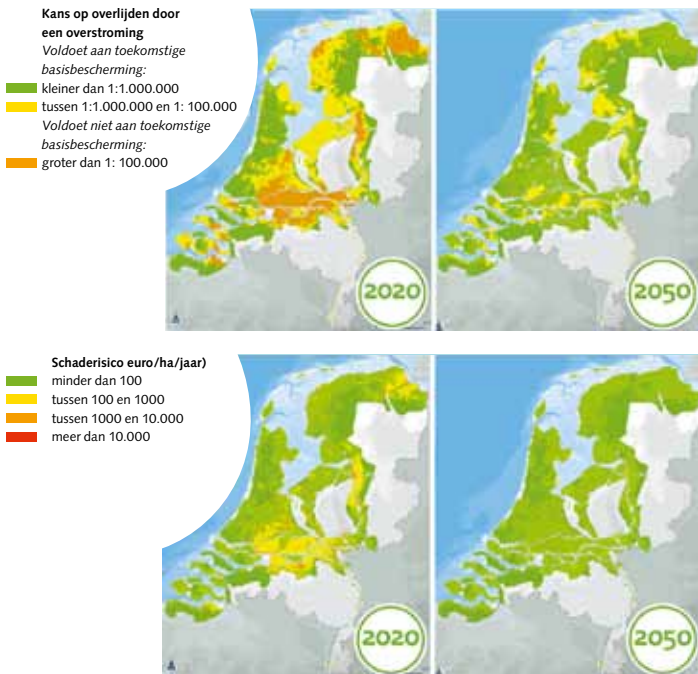 Kans op overlijden door
een overstroming
Voldoet aan toekomstige
basisbescherming:
kleiner dan 1:1.000.000
tussen 1:1.000.000 en 1: 100.000
Voldoet niet aan toekomstige
basisbescherming:
groter dan 1: 100.000
2020
2050
Schaderisico euro/ha/jaar)
minder dan 100
tussen 100 en 1000
tussen 1000 en 10.000
meer dan 10.000
2020
2050